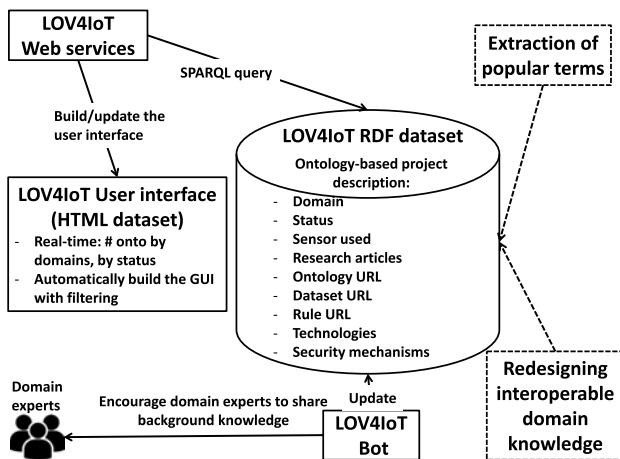 LOV4IoT
Web services
SPARQL query
Extraction of
popular terms
Build/update the
user interface
LOV4IoT RDF dataset
Ontology-based project
description:
- Domain
- Status
- Sensor used
- Research articles
- Ontology URL
- Dataset URL
- Rule URL
- Technologies
- Security mechanisms
LOV4IoT User interface
(HTML dataset)
- Real-time: # onto by
domains, by status
- Automatically build the GUI
with filtering
Redesigning
interoperable
domain
knowledge
Domain
experts
Encourage domain experts to share
background knowledge
Update
LOV4IoT
Bot